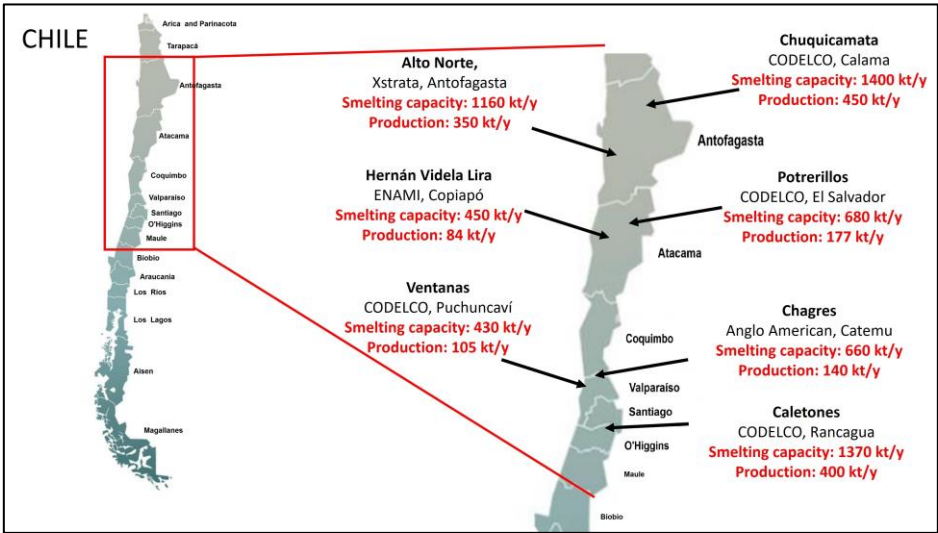 CHILE
Arica and Parinacota
Tarapacá
Antofagasta
Atacama
Coquimbo
Valparaíso
Santiago
O'Higgins
Maule
Biobio
Araucania
Los Ríos
Los Lagos
Aisen
Magallanes
Alto Norte,
Xstrata, Antofagasta
Smelting capacity: 1160 kt/y
Production: 350 kt/y
Hernán Videla Lira
ENAMI, Copiapó
Smelting capacity: 450 kt/y
Production: 84 kt/y
Ventanas
CODELCO, Puchuncaví
Smelting capacity: 430 kt/y
Production: 105 kt/y
Chuquicamata
CODELCO, Calama
Smelting capacity: 1400 kt/y
Production: 450 kt/y
Potrerillos
CODELCO, El Salvador
Smelting capcity: 680 kt/y
Production: 177 kt/y
Chagres
Anglo American, Catemu
Smelting capacity: 660 kt/y
Production: 140 kt/y
Caletones
CODELCO, Rancagua
Smelting capacity: 1370 kt/y
Production: 400 kt/y
Antofagasta
Atacama
Coquimbo
Valparaíso
Santiago
O'Higgins
Maule
Biobio